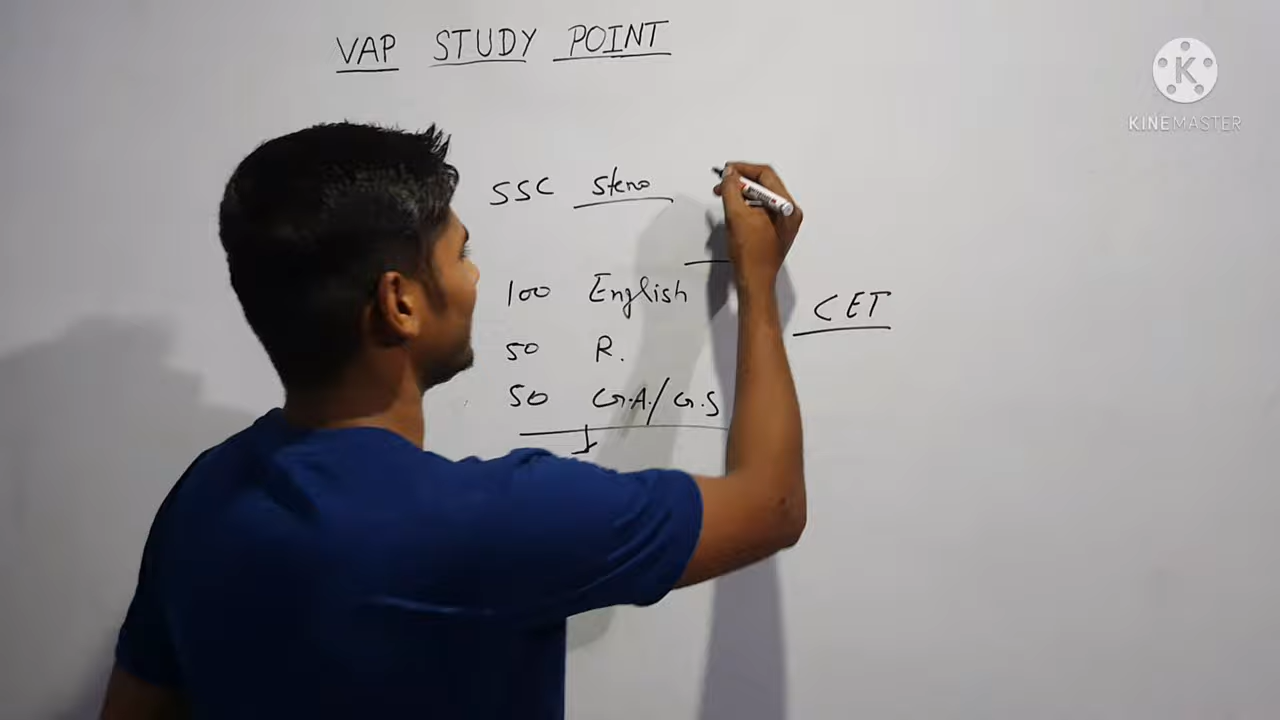 VAP STUDY POINT
K
KINEMASTER
SSC Steno
100 English
CET
50 R.
50 G.A./G.S